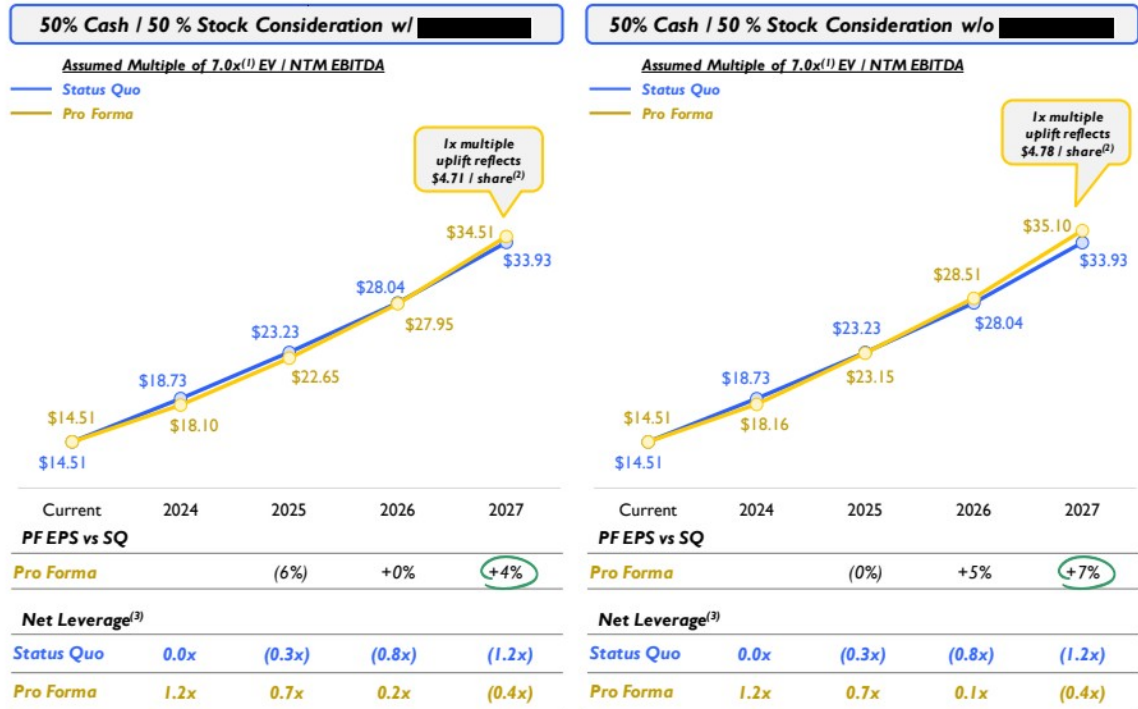 50% Cash / 50 % Stock Consideration w/
Assumed Multiple of 7.0x(1) EV / NTM EBITDA
Status Quo
Pro Forma
1x multiple
uplift reflects
$4.71 / share(2)
$34.51
$33.93
$28.04
$27.95
$23.23
$22.65
$18.73
$18.10
$14.51
$14.51
Current 2024 2025 2026 2027
PF EPS vs SQ
Pro Forma (6%) +0% +4%
Net Leverage(3)
Status Quo 0.0x (0.3x) (0.8x) (1.2x)
Pro Forma 1.2x 0.7x 0.2x (0.4x)
50% Cash / 50 % Stock Consideration w/o
Assumed Multiple of 7.0x(1) EV / NTM EBITDA
Status Quo
Pro Forma
1x multiple
uplift reflects
$4.78 / share(2)
$35.10
$33.93
$28.51
$28.04
$23.23
$23.15
$18.73
$18.16
$14.51
$14.51
Current 2024 2025 2026 2027
PF EPS vs SQ
Pro Forma (0%) +5% +7%
Net Leverage(3)
Status Quo 0.0x (0.3x) (0.8x) (1.2x)
Pro Forma 1.2x 0.7x 0.1x (0.4x)